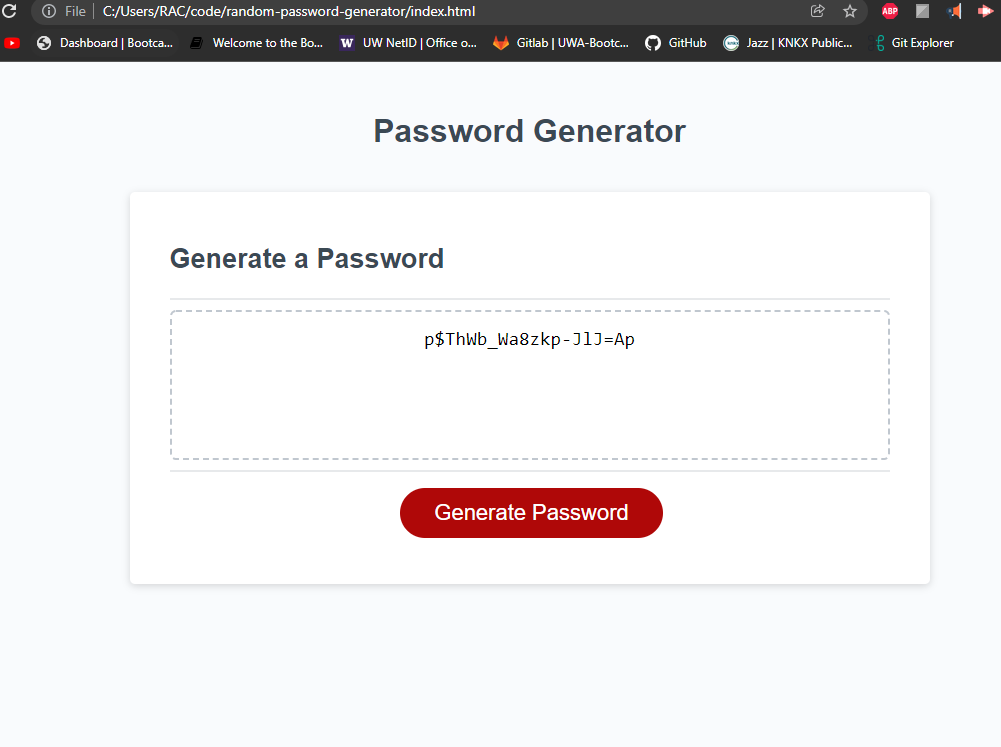 File C:/Users/RAC/code/random-password-generator/index.html ABP
Dashboard | Bootca... Welcome to the Bo... W UW NetID | Office o... Gitlab | UWA-Bootc... GitHub Jazz | KNKX Public... Git Explorer
Password Generator
Generate a Password
p$ThWb_Wa8zkp-JlJ=Ap
Generate Password